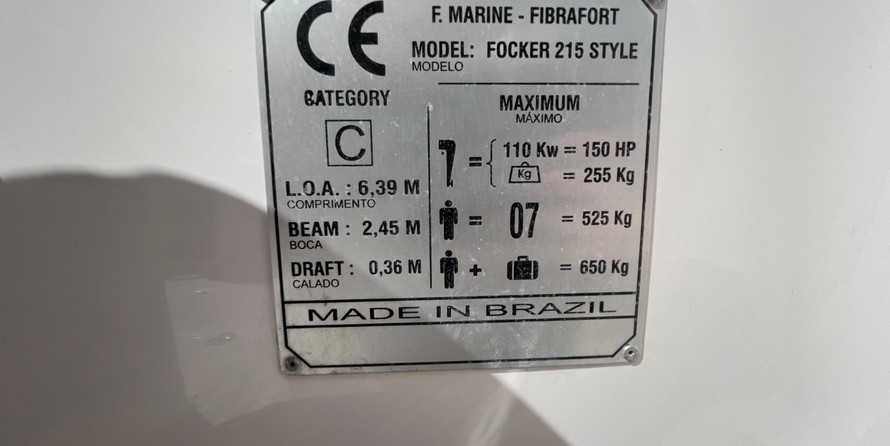 CE
F. MARINE - FIBRAFORT
MODEL: FOCKER 215 STYLE
MODELO
CATEGORY
C
L.O.A. : 6,39 M
COMPRIMENTO
BEAM : 2,45 M
BOCA
DRAFT : 0,36 M
CALADO
MAXIMUM
MÁXIMO
= { 110 Kw = 150 HP
Kg = 255 Kg
= 07 = 525 Kg
+ = 650 Kg
MADE IN BRAZIL